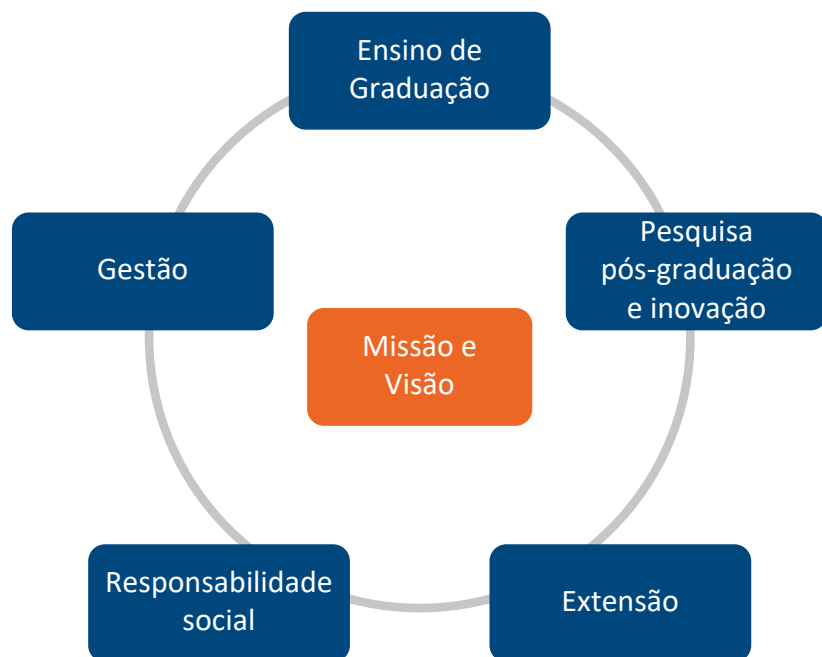 Ensino de
Graduação
Pesquisa
pós-graduação
e inovação
Gestão
Missão e
Visão
Responsabilidade
social
Extensão